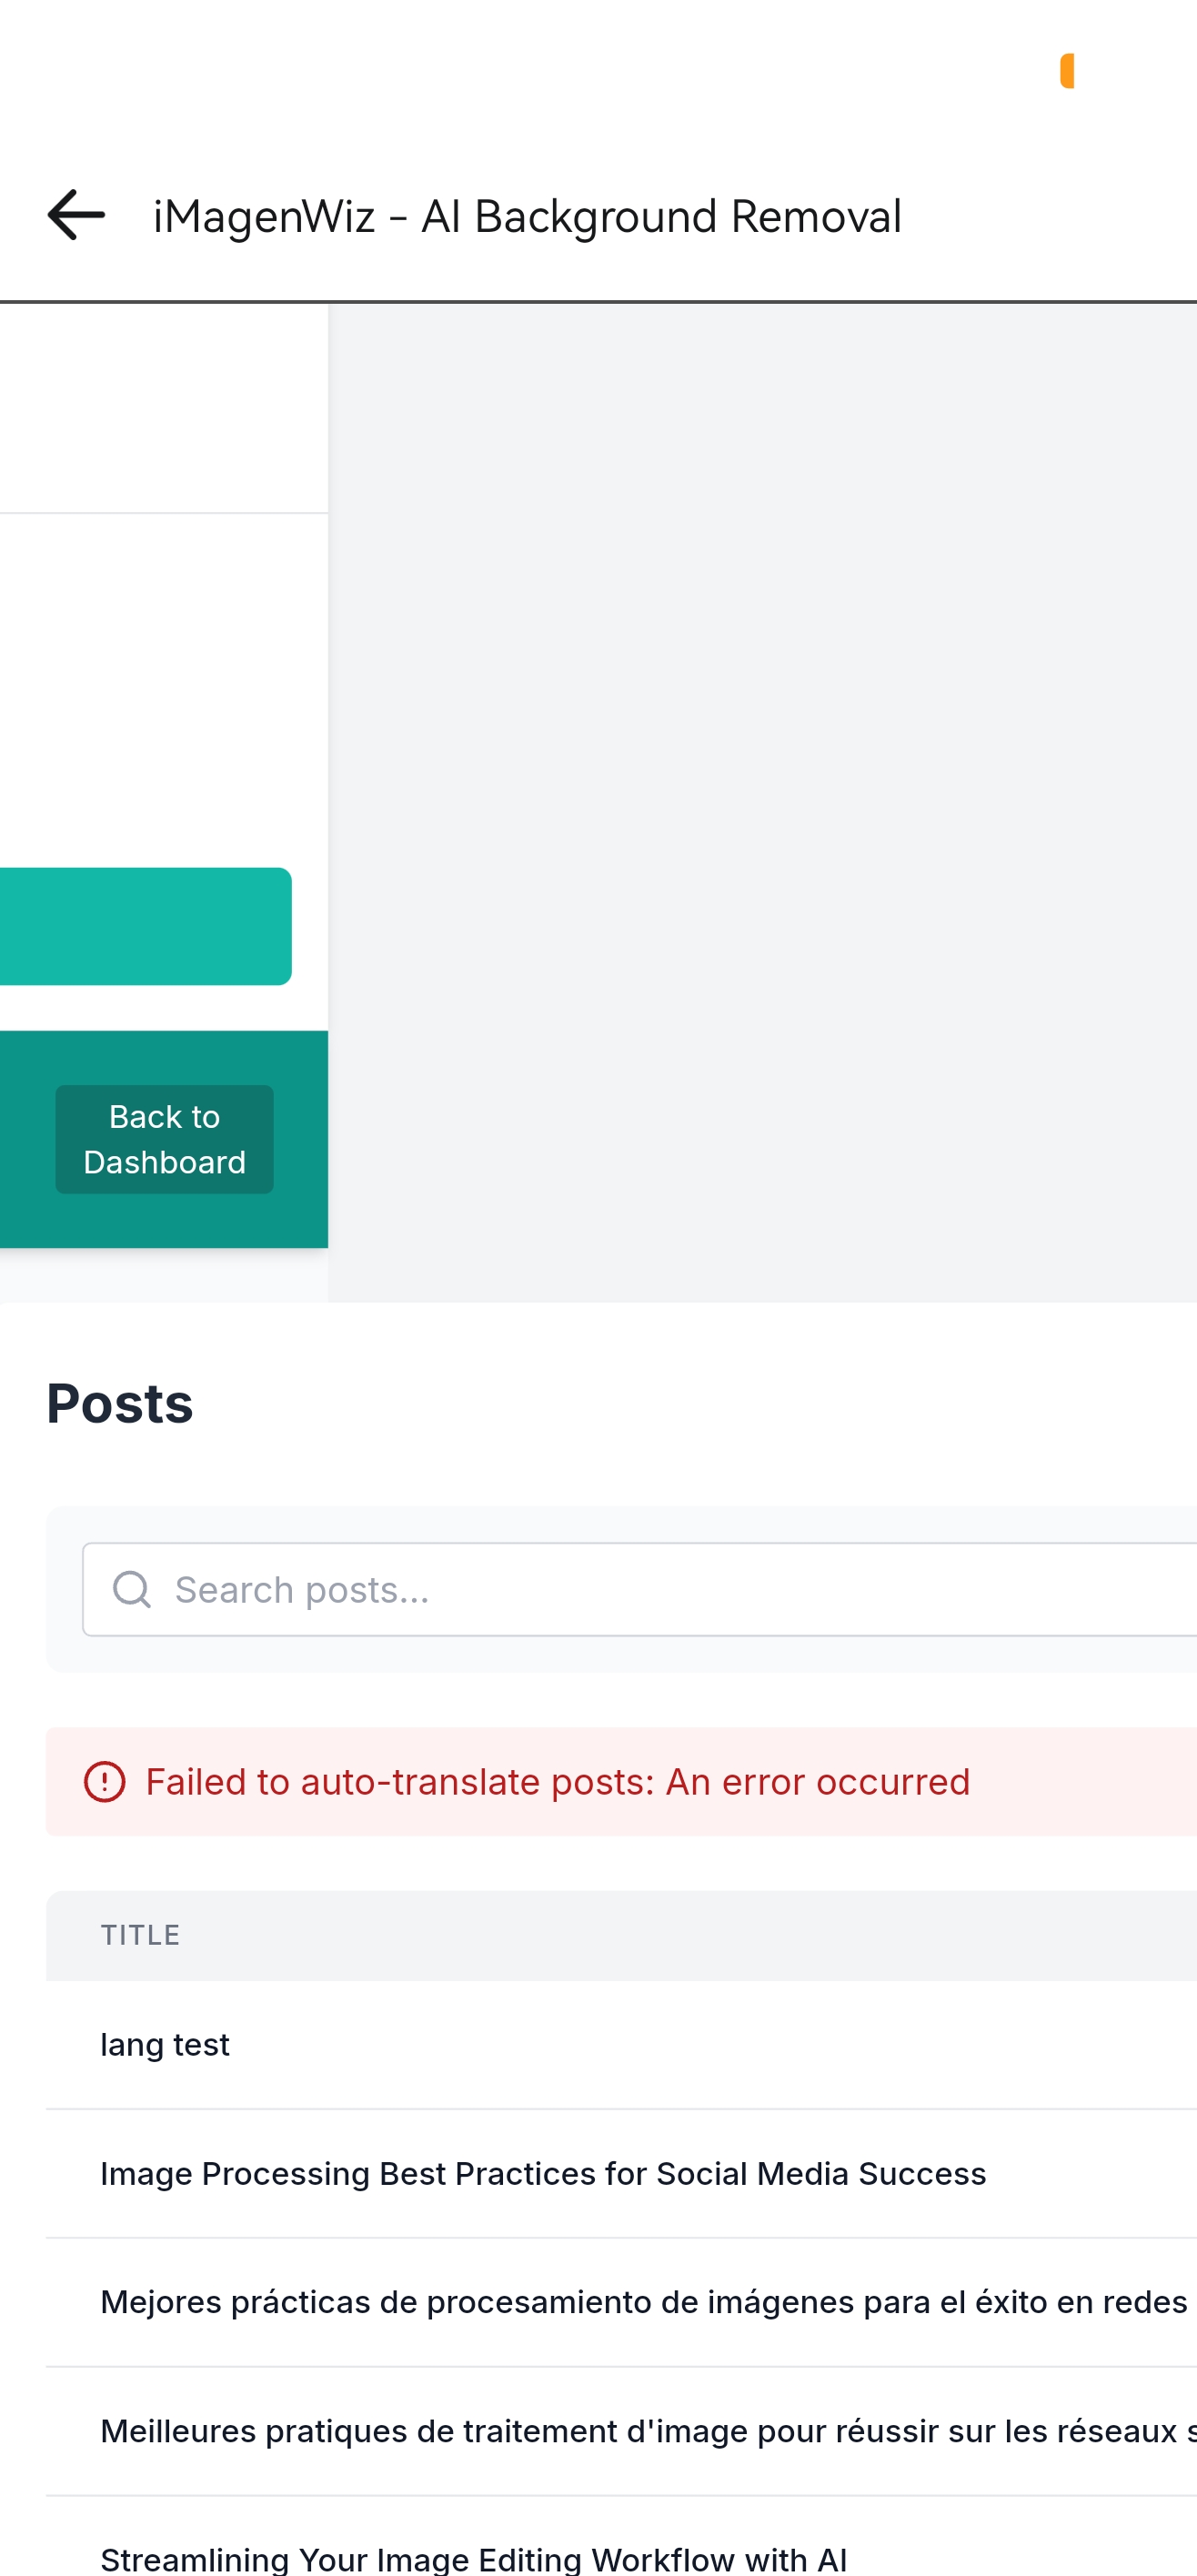 iMagenWiz - AI Background Removal
Back to
Dashboard
Posts
Search posts...
Failed to auto-translate posts: An error occurred
TITLE
lang test
Image Processing Best Practices for Social Media Success
Mejores prácticas de procesamiento de imágenes para el éxito en redes
Meilleures pratiques de traitement d'image pour réussir sur les réseaux s
Streamlining Your Image Editing Workflow with AI